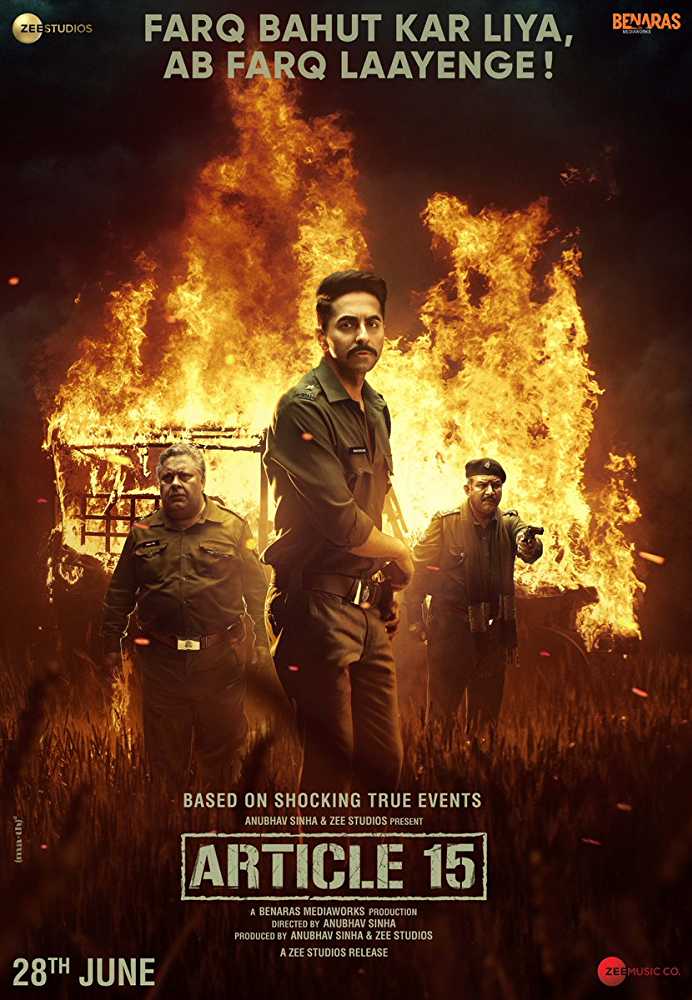 ZEE STUDIOS
BENARAS
MEDIAWORKS
FARQ BAHUT KAR LIYA,
AB FARQ LAAYENGE!
BASED ON SHOCKING TRUE EVENTS
ANUBHAV SINHA & ZEE STUDIOS PRESENT
ARTICLE 15
A BENARAS MEDIAWORKS PRODUCTION
DIRECTED BY ANUBHAV SINHA
PRODUCED BY ANUBHAV SINHA & ZEE STUDIOS
A ZEE STUDIOS RELEASE
28TH JUNE
ZEE MUSIC CO.